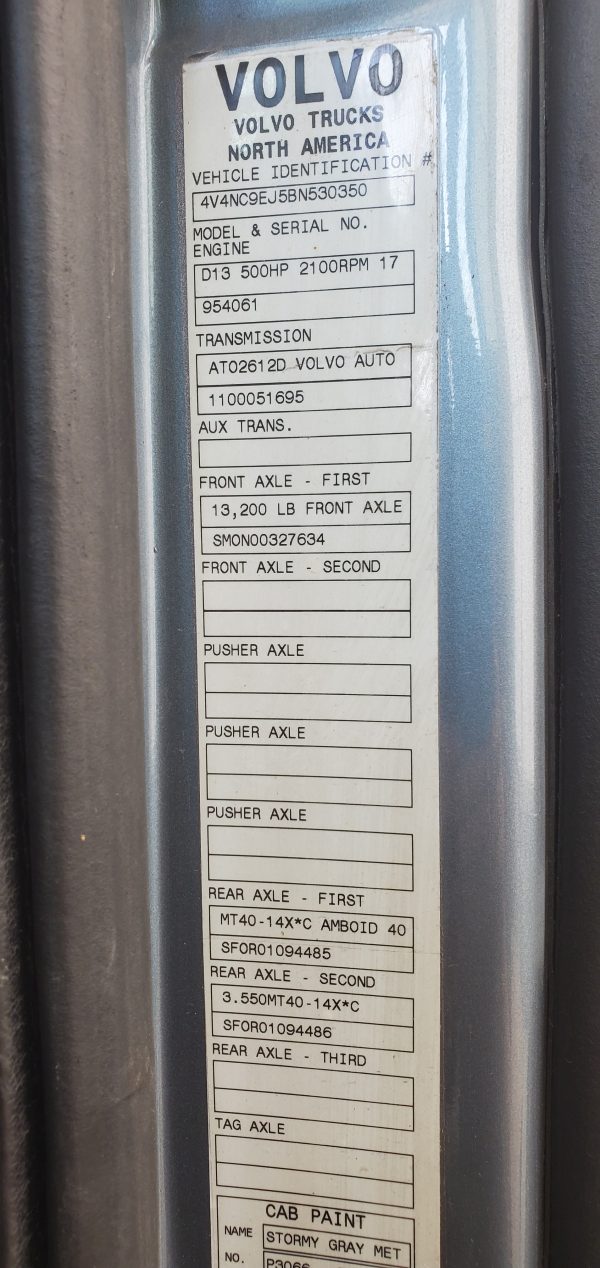 VOLVO
VOLVO TRUCKS
NORTH AMERICA
VEHICLE IDENTIFICATION #
4V4NC9EJ5BN530350
MODEL & SERIAL NO.
ENGINE
D13 500HP 2100RPM 17
954061
TRANSMISSION
ATO2612D VOLVO AUTO
1100051695
AUX TRANS.
FRONT AXLE - FIRST
13,200 LB FRONT AXLE
SMON00327634
FRONT AXLE - SECOND
PUSHER AXLE
PUSHER AXLE
PUSHER AXLE
REAR AXLE - FIRST
MT40-14X*C AMBOID 40
SFOR01094485
REAR AXLE - SECOND
3.550MT40-14X*C
SFOR01094486
REAR AXLE - THIRD
TAG AXLE
CAB PAINT
NAME STORMY GRAY MET
NO. P3066